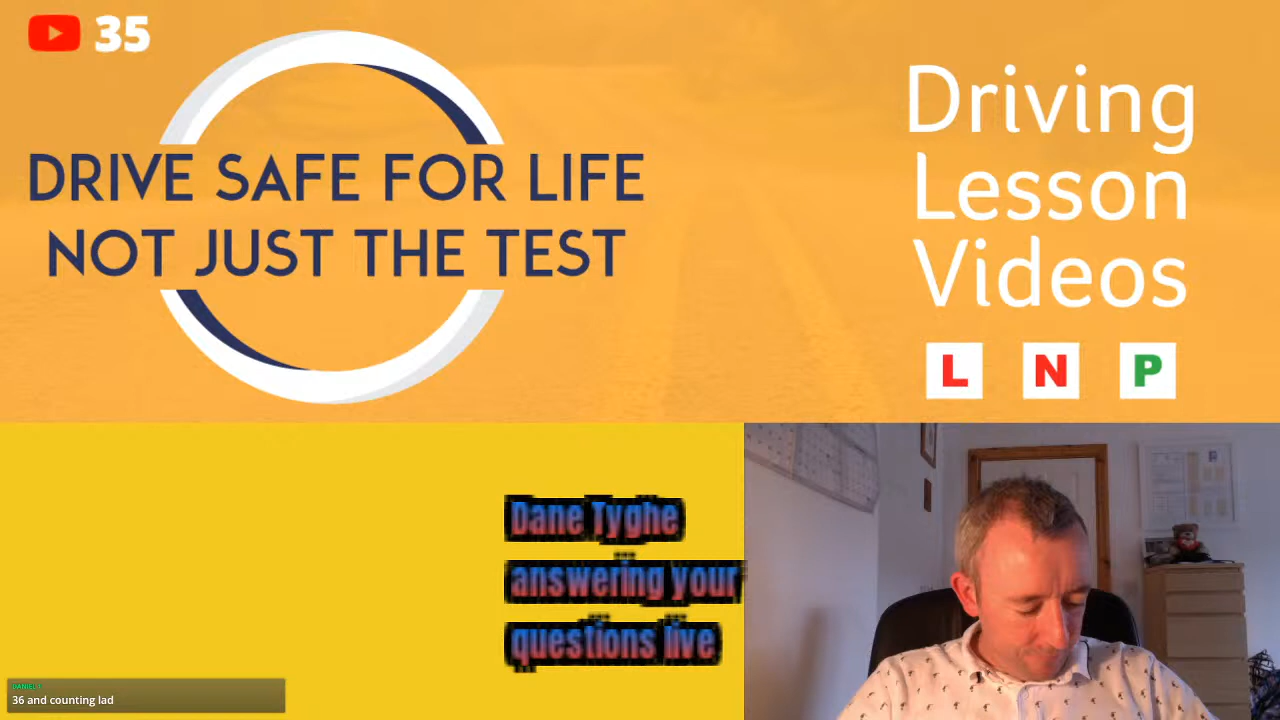 35
DRIVE SAFE FOR LIFE
NOT JUST THE TEST
Driving
Lesson
Videos
L N P
Dane Tyghe
answering your
questions live
36 and counting lad